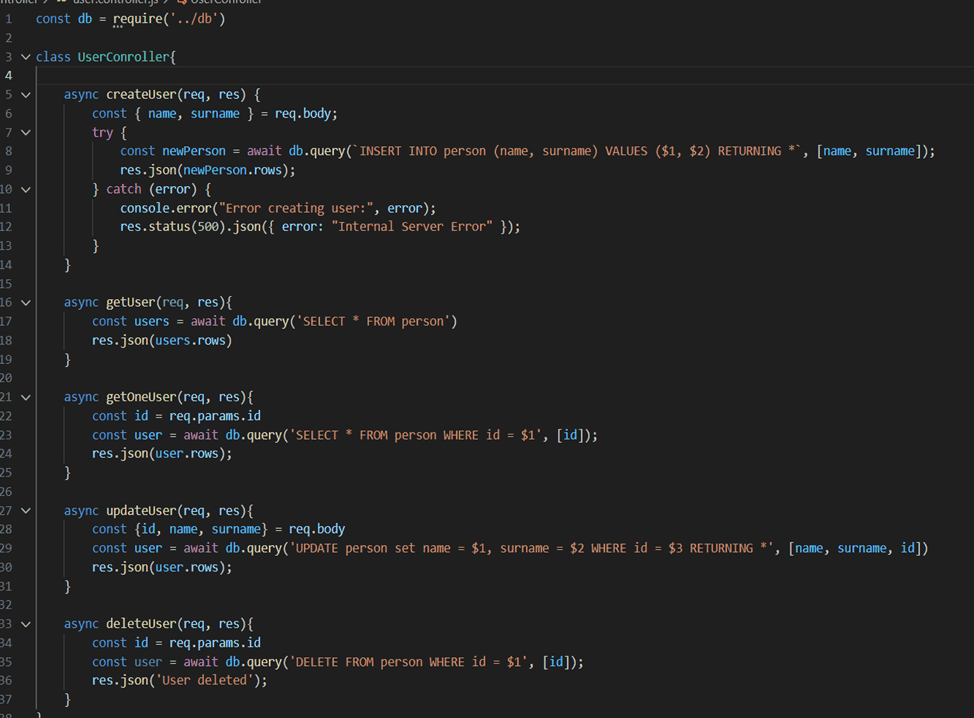 user.controller.js > UserConroller
1 const db = require('../db')
2
3 class UserConroller{
4
5 async createUser(req, res) {
6 const { name, surname } = req.body;
7 try {
8 const newPerson = await db.query(`INSERT INTO person (name, surname) VALUES ($1, $2) RETURNING *`, [name, surname]);
9 res.json(newPerson.rows);
10 } catch (error) {
11 console.error("Error creating user:", error);
12 res.status(500).json({ error: "Internal Server Error" });
13 }
14 }
15
16 async getUser(req, res){
17 const users = await db.query('SELECT * FROM person')
18 res.json(users.rows)
19 }
20
21 async getOneUser(req, res){
22 const id = req.params.id
23 const user = await db.query('SELECT * FROM person WHERE id = $1', [id]);
24 res.json(user.rows);
25 }
26
27 async updateUser(req, res){
28 const {id, name, surname} = req.body
29 const user = await db.query('UPDATE person set name = $1, surname = $2 WHERE id = $3 RETURNING *', [name, surname, id])
30 res.json(user.rows);
31 }
32
33 async deleteUser(req, res){
34 const id = req.params.id
35 const user = await db.query('DELETE FROM person WHERE id = $1', [id]);
36 res.json('User deleted');
37 }